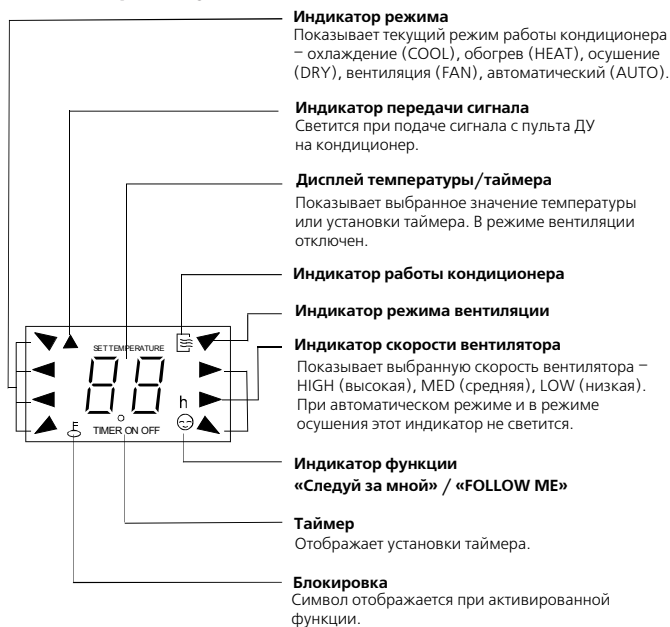 Индикатор режима
Показывает текущий режим работы кондиционера
– охлаждение (COOL), обогрев (HEAT), осушение
(DRY), вентиляция (FAN), автоматический (AUTO).
Индикатор передачи сигнала
Светится при подаче сигнала с пульта ДУ
на кондиционер.
Дисплей температуры/таймера
Показывает выбранное значение температуры
или установки таймера. В режиме вентиляции
отключен.
Индикатор работы кондиционера
Индикатор режима вентиляции
Индикатор скорости вентилятора
Показывает выбранную скорость вентилятора –
HIGH (высокая), MED (средняя), LOW (низкая).
При автоматическом режиме и в режиме
осушения этот индикатор не светится.
Индикатор функции
«Следуй за мной» / «FOLLOW ME»
Таймер
Отображает установки таймера.
Блокировка
Символ отображается при активированной
функции.
SET TEMPERATURE
88
h
TIMER ON OFF